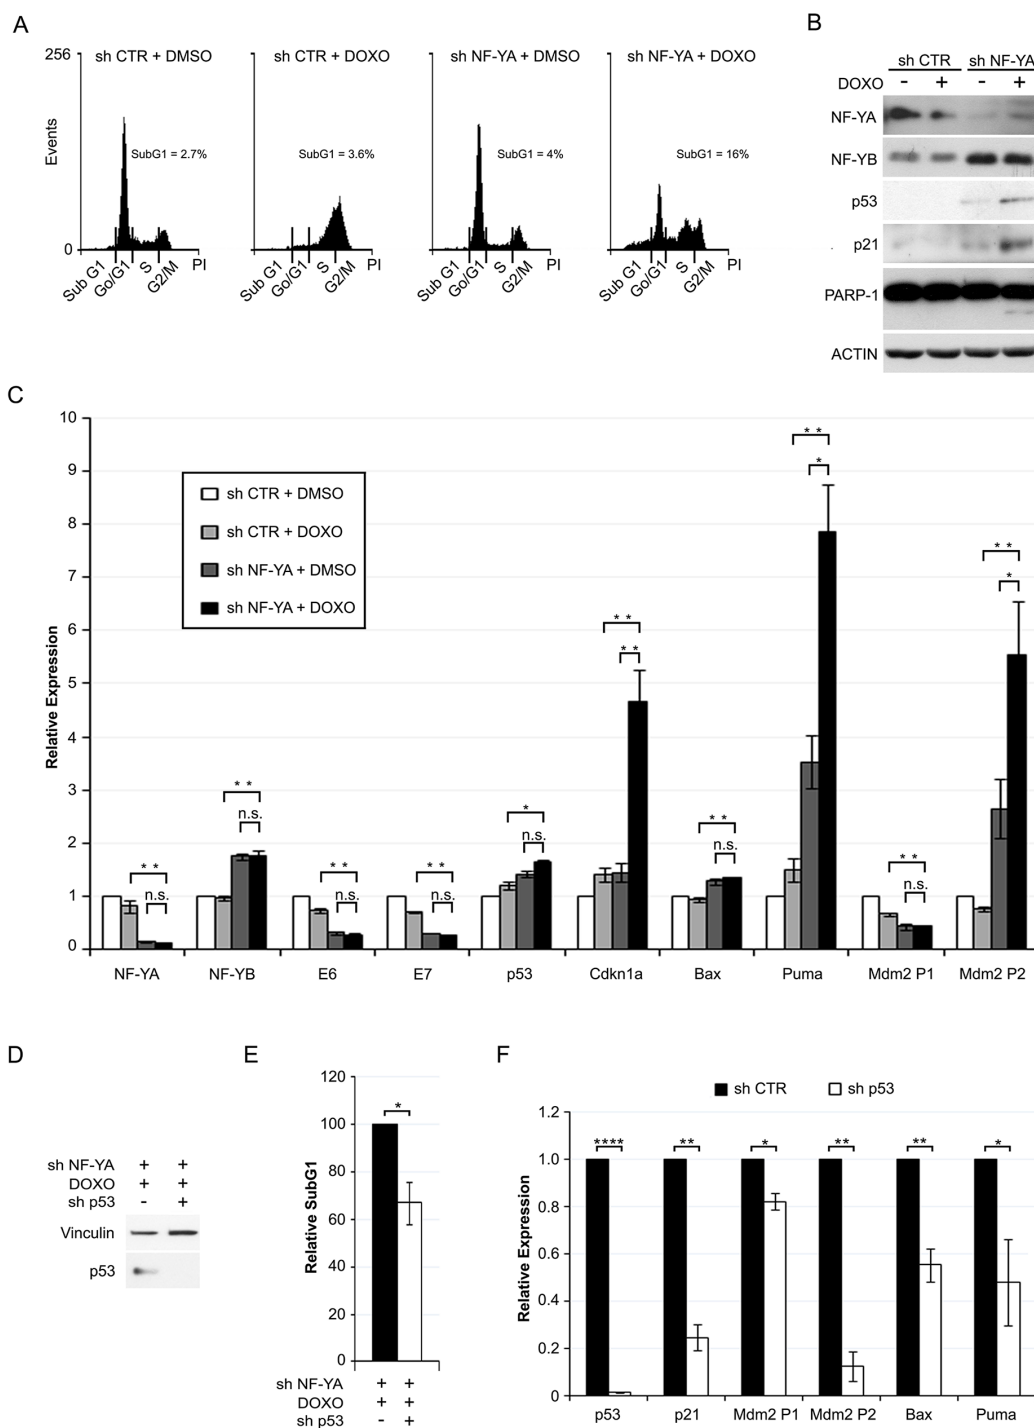 A
256
Events
0
sh CTR + DMSO
sh CTR + DOXO
sh NF-YA + DMSO
sh NF-YA + DOXO
SubG1 = 2.7%
SubG1 = 3.6%
SubG1 = 4%
SubG1 = 16%
Sub G1 Go/G1 S G2/M PI
Sub G1 Go/G1 S G2/M PI
Sub G1 Go/G1 S G2/M PI
Sub G1 Go/G1 S G2/M PI
B
sh CTR sh NF-YA
DOXO - + - +
NF-YA
NF-YB
p53
p21
PARP-1
ACTIN
C
Relative Expression
10
9
8
7
6
5
4
3
2
1
0
sh CTR + DMSO
sh CTR + DOXO
sh NF-YA + DMSO
sh NF-YA + DOXO
* *
n.s.
* *
n.s.
* *
n.s.
* *
n.s.
*
n.s.
* *
* *
* *
n.s.
* *
*
* *
n.s.
* *
*
NF-YA NF-YB E6 E7 p53 Cdkn1a Bax Puma Mdm2 P1 Mdm2 P2
D
sh NF-YA + +
DOXO + +
sh p53 - +
Vinculin
p53
E
Relative SubG1
120
100
80
60
40
20
0
*
sh NF-YA + +
DOXO + +
sh p53 - +
F
sh CTR sh p53
Relative Expression
1.2
1.0
0.8
0.6
0.4
0.2
0
**** ** * ** ** *
p53 p21 Mdm2 P1 Mdm2 P2 Bax Puma